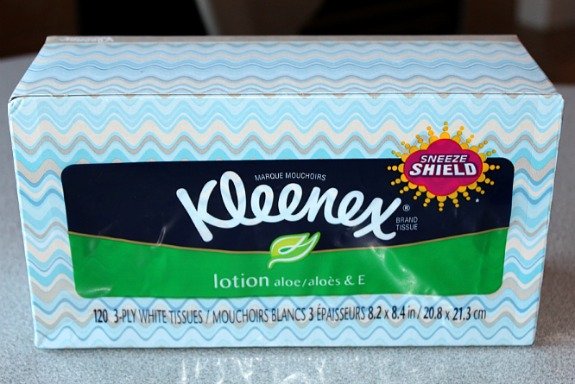 SNEEZE
SHIELD
MARQUE MOUCHOIRS
Kleenex®
BRAND
TISSUE
lotion aloe/aloès & E
120 3-PLY WHITE TISSUES / MOUCHOIRS BLANCS 3 ÉPAISSEURS 8.2 x 8.4 in / 20.8 x 21.3 cm